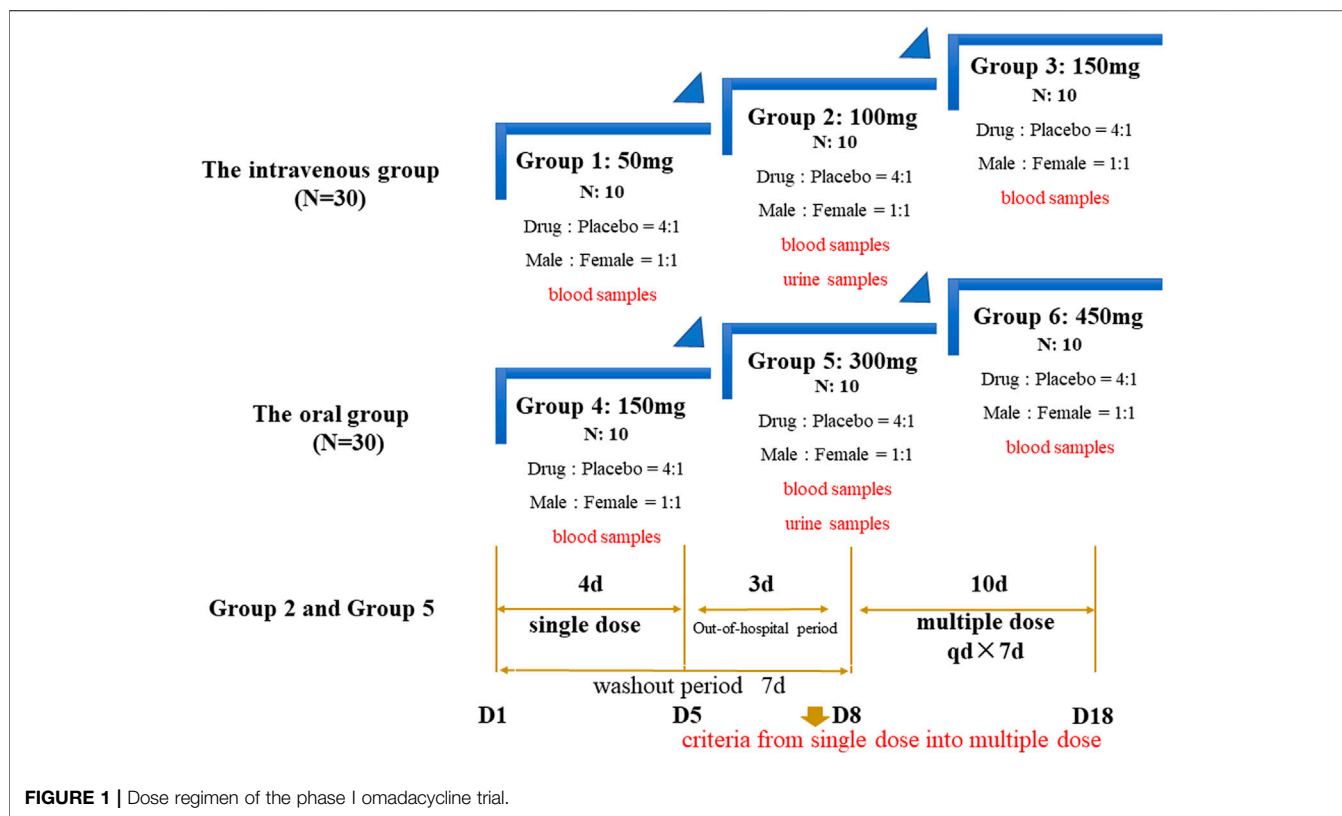 The intravenous group
(N=30)
Group 1: 50mg
N: 10
Drug : Placebo = 4:1
Male : Female = 1:1
blood samples
Group 2: 100mg
N: 10
Drug : Placebo = 4:1
Male : Female = 1:1
blood samples
urine samples
Group 3: 150mg
N: 10
Drug : Placebo = 4:1
Male : Female = 1:1
blood samples
The oral group
(N=30)
Group 4: 150mg
N: 10
Drug : Placebo = 4:1
Male : Female = 1:1
blood samples
Group 5: 300mg
N: 10
Drug : Placebo = 4:1
Male : Female = 1:1
blood samples
urine samples
Group 6: 450mg
N: 10
Drug : Placebo = 4:1
Male : Female = 1:1
blood samples
Group 2 and Group 5
4d
single dose
3d
Out-of-hospital period
10d
multiple dose
qd×7d
washout period 7d
D1
D5
D8
D18
criteria from single dose into multiple dose
FIGURE 1 | Dose regimen of the phase I omadacycline trial.